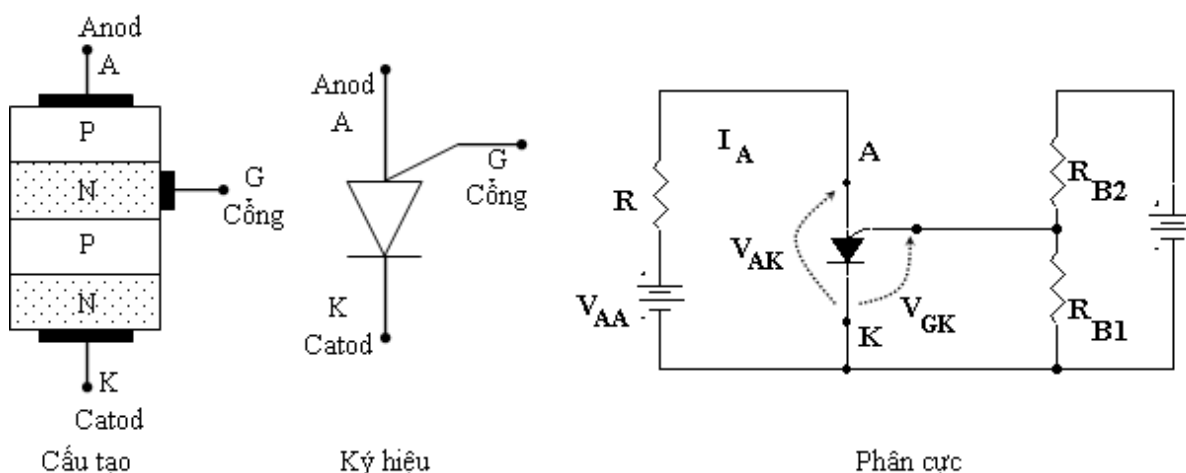 Anod
A
P
N
P
N
G
Cổng
K
Catod
Cấu tạo
Anod
A
G
Cổng
K
Catod
Ký hiệu
I A
A
R
V AA
V AK
V GK
K
R B2
R B1
Phân cực